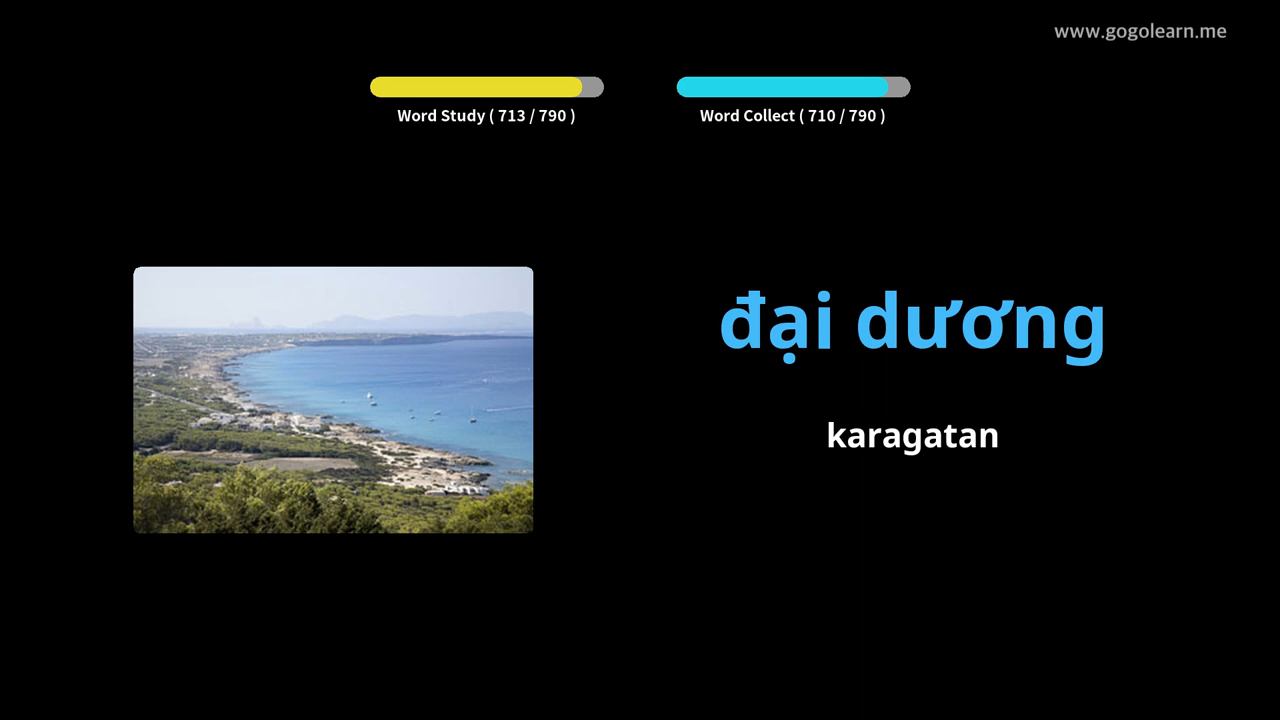 www.gogolearn.me
Word Study ( 713 / 790 )
Word Collect ( 710 / 790 )
đại dương
karagatan